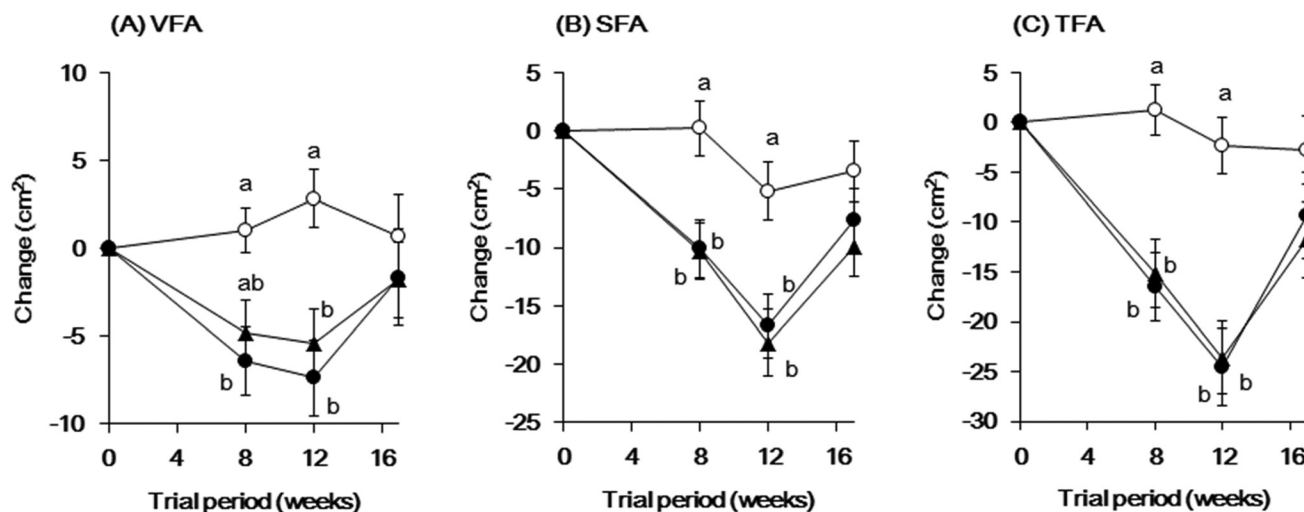 (A) VFA
10
5
0
-5
-10
Change (cm²)
a
a
ab
b
b
b
0 4 8 12 16
Trial period (weeks)
(B) SFA
5
0
-5
-10
-15
-20
-25
Change (cm²)
a
a
b
b
b
b
0 4 8 12 16
Trial period (weeks)
(C) TFA
5
0
-5
-10
-15
-20
-25
-30
Change (cm²)
a
a
b
b
b
b
0 4 8 12 16
Trial period (weeks)